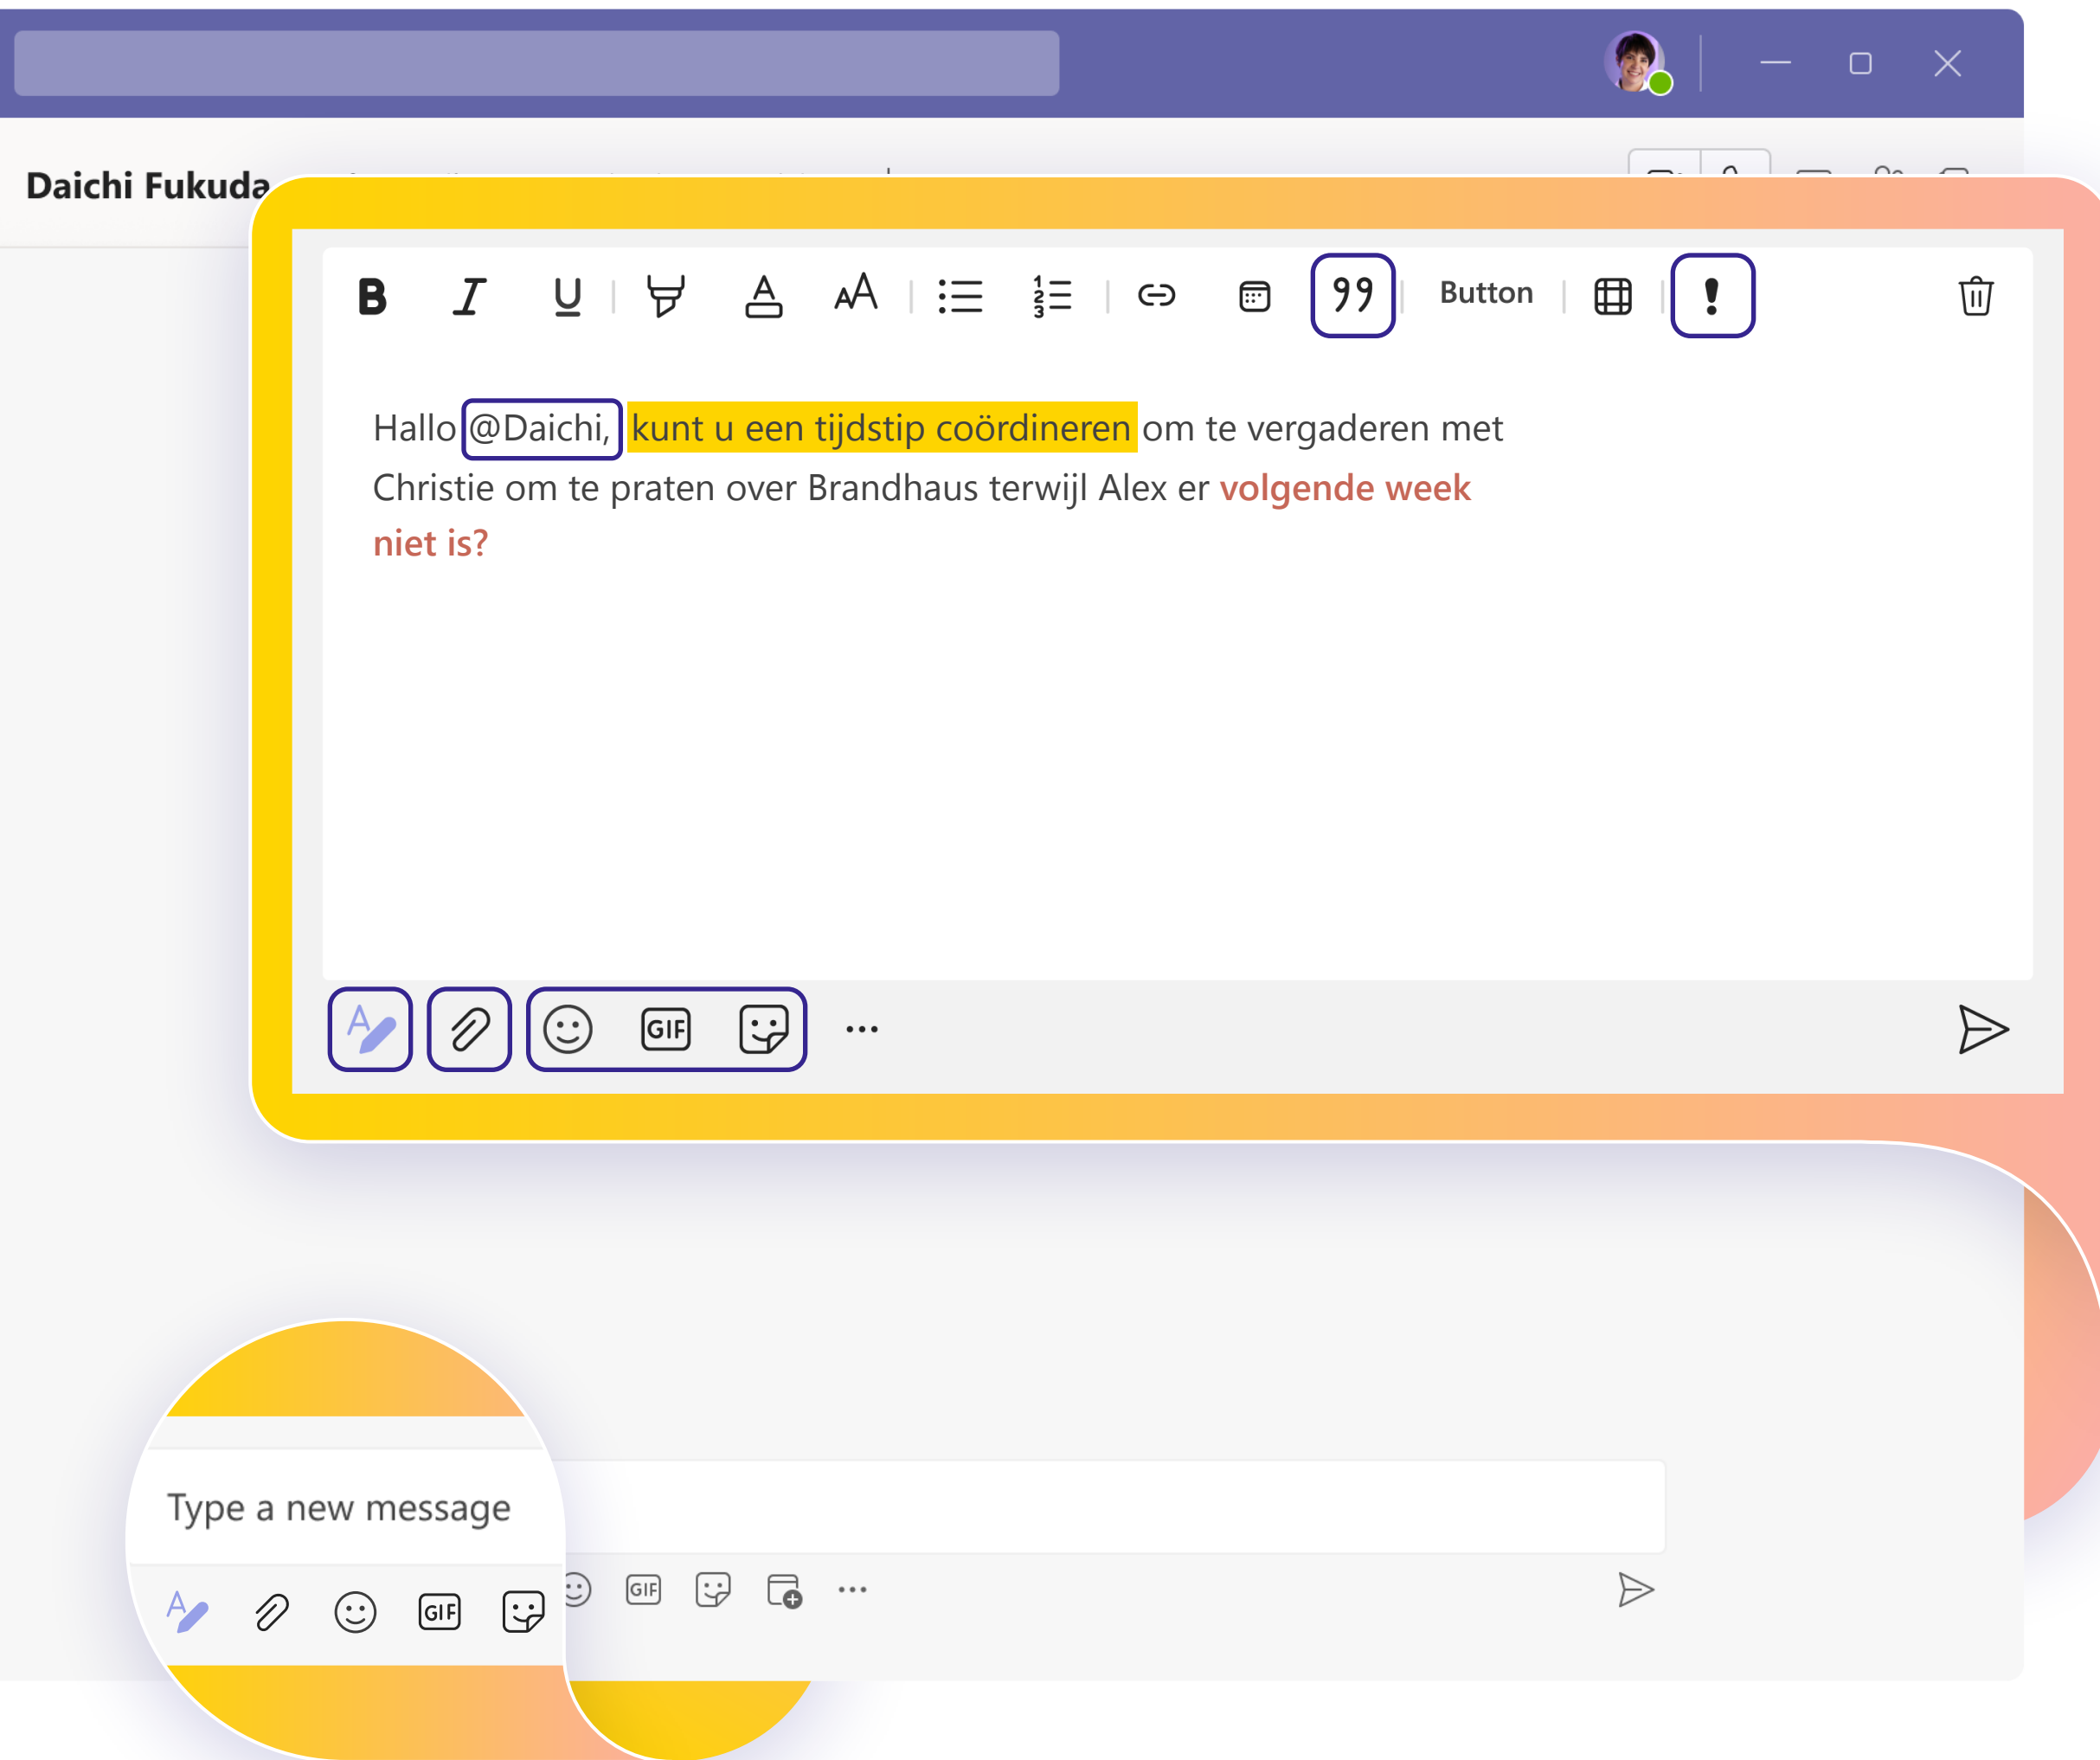 Daichi Fukuda
Button
Hallo @Daichi, kunt u een tijdstip coördineren om te vergaderen met
Christie om te praten over Brandhaus terwijl Alex er volgende week
niet is?
GIF
Type a new message
GIF
GIF